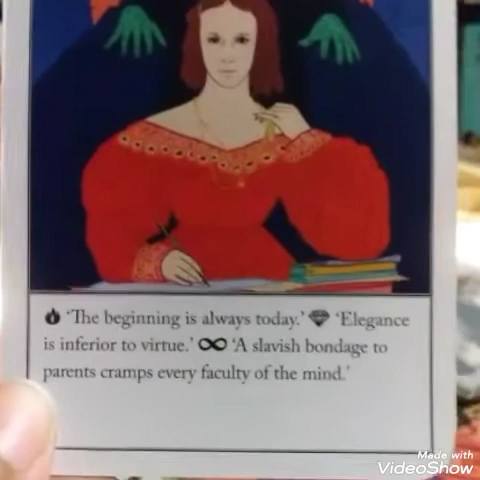 'The beginning is always today.' 'Elegance
is inferior to virtue.' 'A slavish bondage to
parents cramps every faculty of the mind.'
Made with
VideoShow